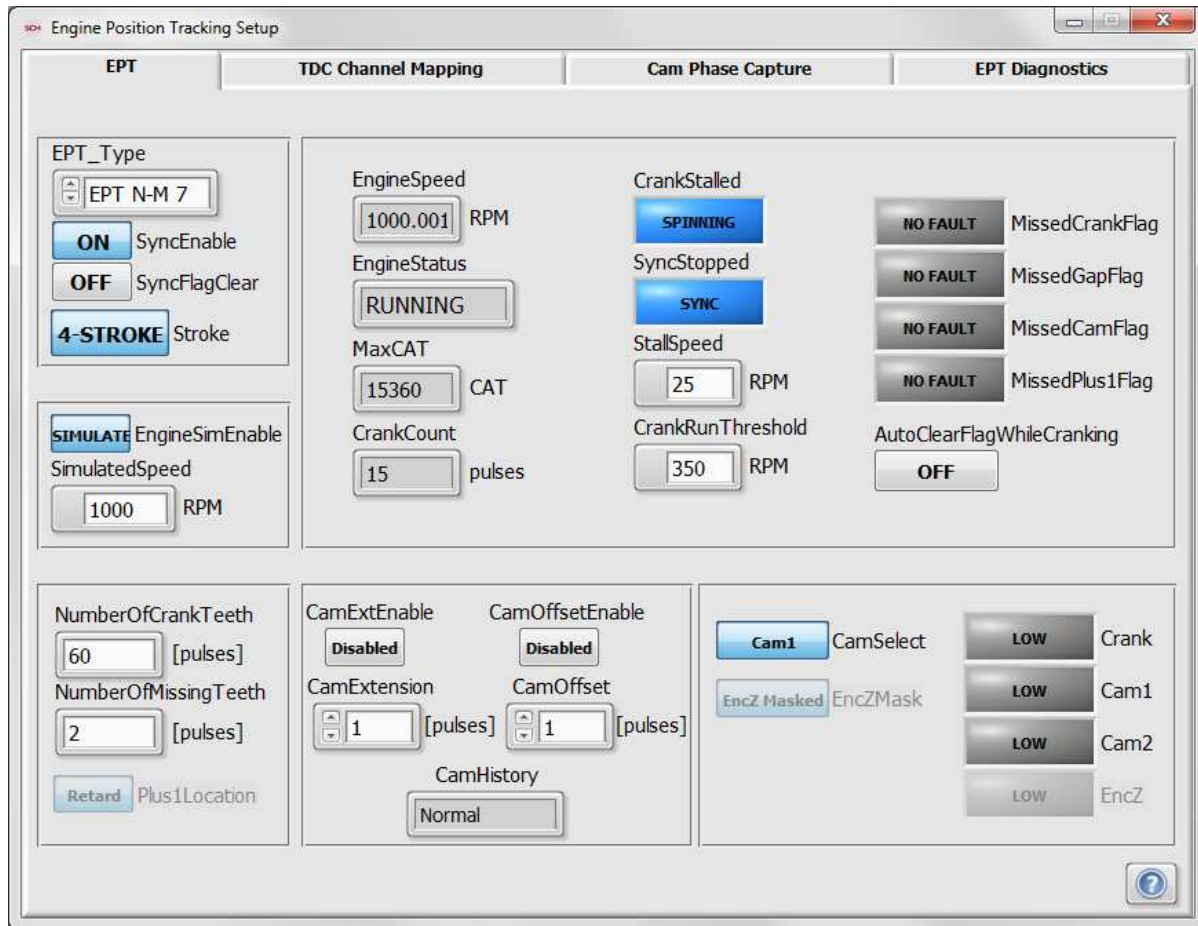 SCH Engine Position Tracking Setup
EPT
TDC Channel Mapping
Cam Phase Capture
EPT Diagnostics
EPT_Type
EPT N-M 7
ON SyncEnable
OFF SyncFlagClear
4-STROKE Stroke
SIMULATE EngineSimEnable
SimulatedSpeed
1000 RPM
EngineSpeed
1000.001 RPM
EngineStatus
RUNNING
MaxCAT
15360 CAT
CrankCount
15 pulses
CrankStalled
SPINNING
SyncStopped
SYNC
StallSpeed
25 RPM
CrankRunThreshold
350 RPM
NO FAULT MissedCrankFlag
NO FAULT MissedGapFlag
NO FAULT MissedCamFlag
NO FAULT MissedPlus1Flag
AutoClearFlagWhileCranking
OFF
NumberOfCrankTeeth
60 [pulses]
NumberOfMissingTeeth
2 [pulses]
Retard Plus1Location
CamExtEnable
Disabled
CamOffsetEnable
Disabled
CamExtension
1 [pulses]
CamOffset
1 [pulses]
CamHistory
Normal
Cam1 CamSelect
EncZ Masked EncZMask
LOW Crank
LOW Cam1
LOW Cam2
LOW EncZ
?